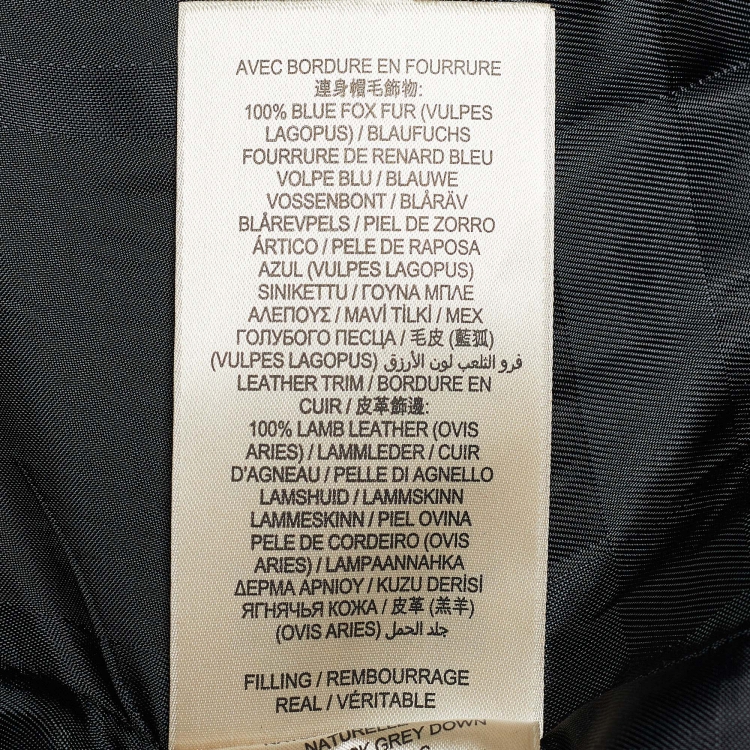 AVEC BORDURE EN FOURRURE
連身帽毛飾物:
100% BLUE FOX FUR (VULPES
LAGOPUS) / BLAUFUCHS
FOURRURE DE RENARD BLEU
VOLPE BLU / BLAUWE
VOSSENBONT / BLÅRÄV
BLÅREVPELS / PIEL DE ZORRO
ÁRTICO / PELE DE RAPOSA
AZUL (VULPES LAGOPUS)
SINIKETTU / ΓΟΥΝΑ ΜΠΛΕ
ΑΛΕΠΟΥΣ / MAVİ TİLKİ / МЕХ
ГОЛУБОГО ПЕСЦА / 毛皮 (藍狐)
(VULPES LAGOPUS) فرو الثعلب لون الأزرق
LEATHER TRIM / BORDURE EN
CUIR / 皮革飾邊:
100% LAMB LEATHER (OVIS
ARIES) / LAMMLEDER / CUIR
D'AGNEAU / PELLE DI AGNELLO
LAMSHUID / LAMMSKINN
LAMMESKINN / PIEL OVINA
PELE DE CORDEIRO (OVIS
ARIES) / LAMPAANNAHKA
ΔΕΡΜΑ ΑΡΝΙΟΥ / KUZU DERİSİ
ЯГНЯЧЬЯ КОЖА / 皮革 (羔羊)
(OVIS ARIES) جلد الحمل
FILLING / REMBOURRAGE
REAL / VÉRITABLE
NATURELLE
GREY DOWN